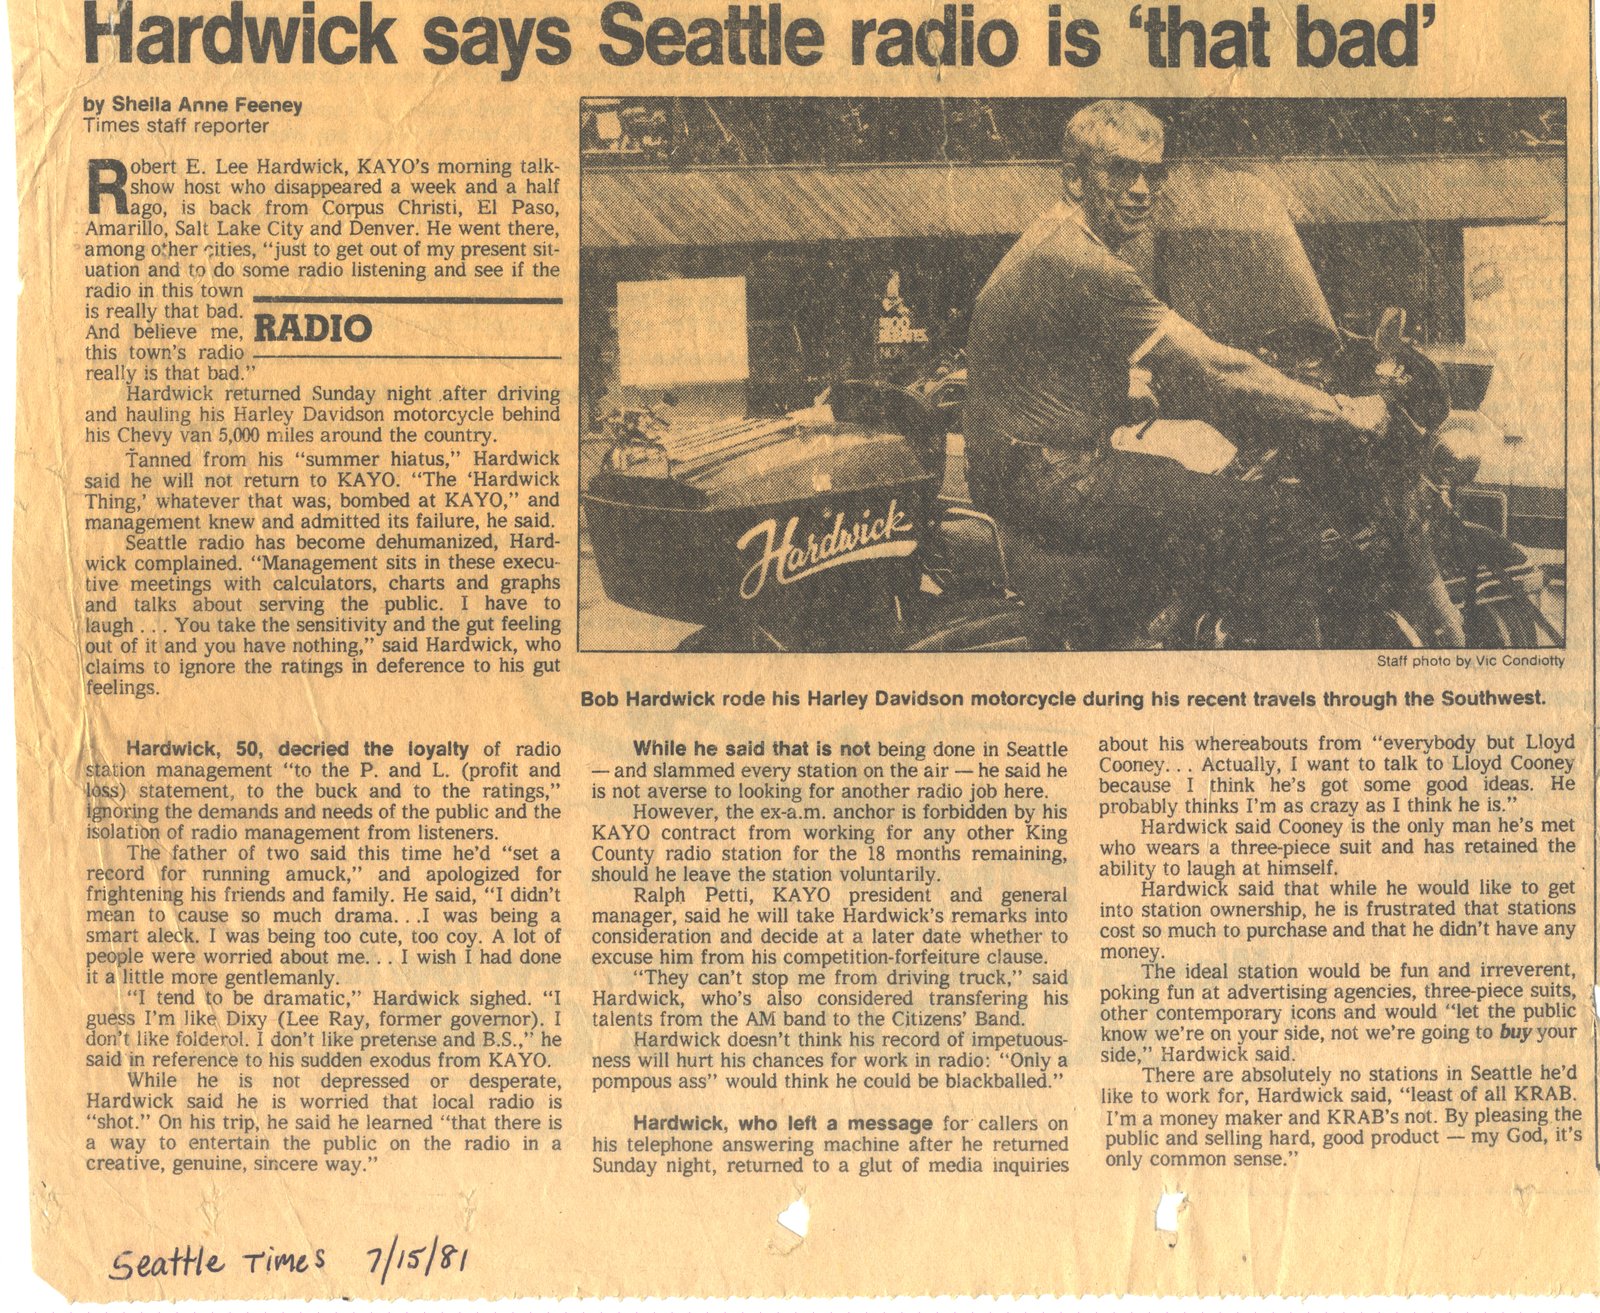 Hardwick says Seattle radio is ‘that bad’
by Sheila Anne Feeney
Times staff reporter
Robert E. Lee Hardwick, KAYO’s morning talk-
show host who disappeared a week and a half
ago, is back from Corpus Christi, El Paso,
Amarillo, Salt Lake City and Denver. He went there,
among other cities, “just to get out of my present sit-
uation and to do some radio listening and see if the
radio in this town
is really that bad.
And believe me,
this town’s radio
really is that bad.”
RADIO
Hardwick returned Sunday night after driving
and hauling his Harley Davidson motorcycle behind
his Chevy van 5,000 miles around the country.
Tanned from his “summer hiatus,” Hardwick
said he will not return to KAYO. “The ‘Hardwick
Thing,’ whatever that was, bombed at KAYO,” and
management knew and admitted its failure, he said.
Seattle radio has become dehumanized, Hard-
wick complained. “Management sits in these execu-
tive meetings with calculators, charts and graphs
and talks about serving the public. I have to
laugh . . . You take the sensitivity and the gut feeling
out of it and you have nothing,” said Hardwick, who
claims to ignore the ratings in deference to his gut
feelings.
Hardwick
Staff photo by Vic Condiotty
Bob Hardwick rode his Harley Davidson motorcycle during his recent travels through the Southwest.
Hardwick, 50, decried the loyalty of radio
station management “to the P. and L. (profit and
loss) statement, to the buck and to the ratings,”
ignoring the demands and needs of the public and the
isolation of radio management from listeners.
The father of two said this time he’d “set a
record for running amuck,” and apologized for
frightening his friends and family. He said, “I didn’t
mean to cause so much drama. . .I was being a
smart aleck. I was being too cute, too coy. A lot of
people were worried about me. . . I wish I had done
it a little more gentlemanly.
“I tend to be dramatic,” Hardwick sighed. “I
guess I’m like Dixy (Lee Ray, former governor). I
don’t like folderol. I don’t like pretense and B.S.,” he
said in reference to his sudden exodus from KAYO.
While he is not depressed or desperate,
Hardwick said he is worried that local radio is
“shot.” On his trip, he said he learned “that there is
a way to entertain the public on the radio in a
creative, genuine, sincere way.”
While he said that is not being done in Seattle
— and slammed every station on the air — he said he
is not averse to looking for another radio job here.
However, the ex-a.m. anchor is forbidden by his
KAYO contract from working for any other King
County radio station for the 18 months remaining,
should he leave the station voluntarily.
Ralph Petti, KAYO president and general
manager, said he will take Hardwick’s remarks into
consideration and decide at a later date whether to
excuse him from his competition-forfeiture clause.
“They can’t stop me from driving truck,” said
Hardwick, who’s also considered transfering his
talents from the AM band to the Citizens’ Band.
Hardwick doesn’t think his record of impetuous-
ness will hurt his chances for work in radio: “Only a
pompous ass” would think he could be blackballed.”
Hardwick, who left a message for callers on
his telephone answering machine after he returned
Sunday night, returned to a glut of media inquiries
about his whereabouts from “everybody but Lloyd
Cooney. . . Actually, I want to talk to Lloyd Cooney
because I think he’s got some good ideas. He
probably thinks I’m as crazy as I think he is.”
Hardwick said Cooney is the only man he’s met
who wears a three-piece suit and has retained the
ability to laugh at himself.
Hardwick said that while he would like to get
into station ownership, he is frustrated that stations
cost so much to purchase and that he didn’t have any
money.
The ideal station would be fun and irreverent,
poking fun at advertising agencies, three-piece suits,
other contemporary icons and would “let the public
know we’re on your side, not we’re going to buy your
side,” Hardwick said.
There are absolutely no stations in Seattle he’d
like to work for, Hardwick said, “least of all KRAB.
I’m a money maker and KRAB’s not. By pleasing the
public and selling hard, good product — my God, it’s
only common sense.”
Seattle Times 7/15/81